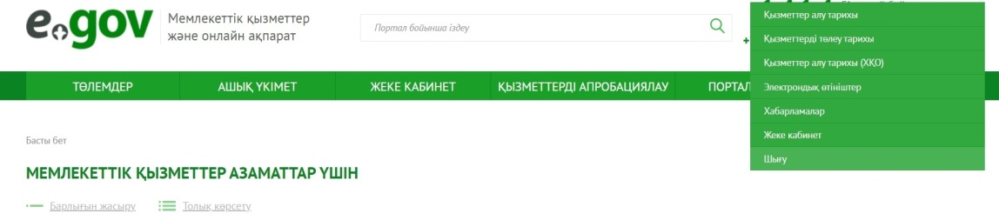 e.gov
Мемлекеттік қызметтер
және онлайн ақпарат
Портал бойынша іздеу
+
ТӨЛЕМДЕР
АШЫҚ ҮКІМЕТ
ЖЕКЕ КАБИНЕТ
ҚЫЗМЕТТЕРДІ АПРОБАЦИЯЛАУ
ПОРТАЛ
Қызметтер алу тарихы
Қызметтерді төлеу тарихы
Қызметтер алу тарихы (ХҚО)
Электрондық өтініштер
Хабарламалар
Жеке кабинет
Шығу
Басты бет
МЕМЛЕКЕТТІК ҚЫЗМЕТТЕР АЗАМАТТАР ҮШІН
Барлығын жасыру
Толық көрсету